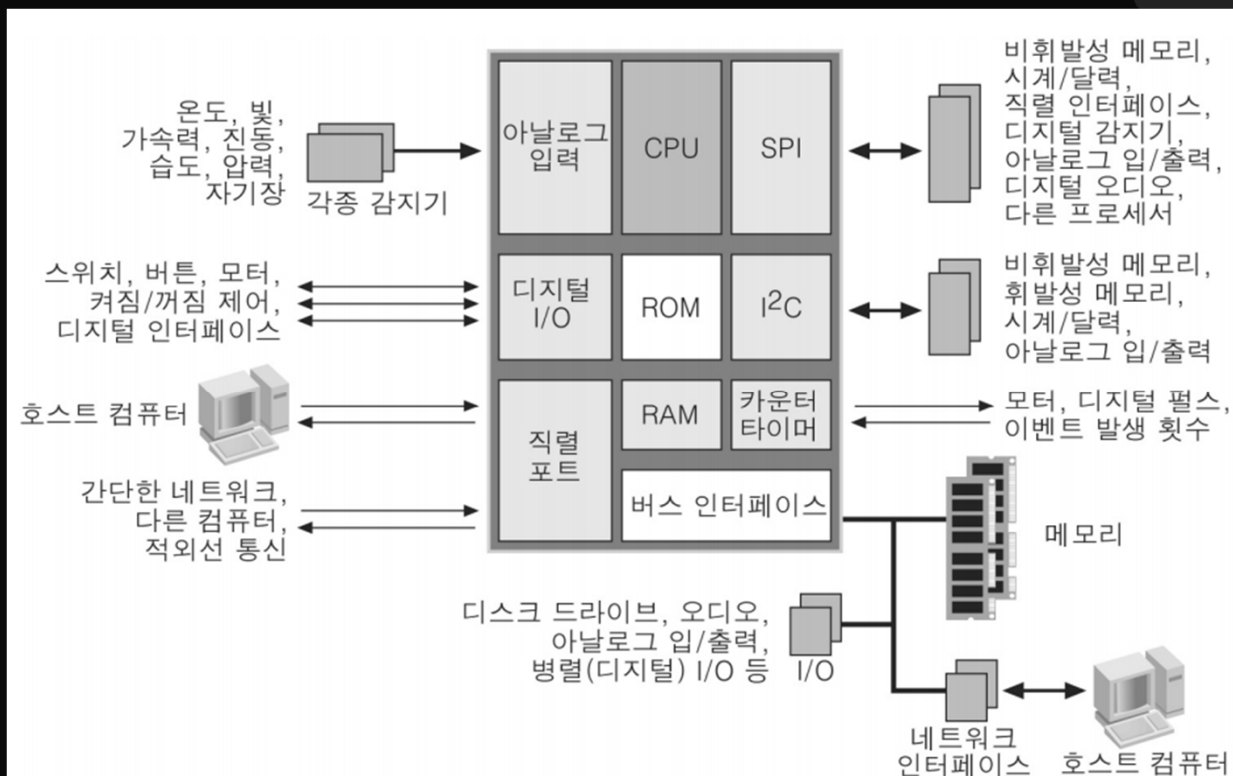 온도, 빛,
가속력, 진동,
습도, 압력,
자기장
각종 감지기
스위치, 버튼, 모터,
켜짐/꺼짐 제어,
디지털 인터페이스
호스트 컴퓨터
간단한 네트워크,
다른 컴퓨터,
적외선 통신
아날로그
입력
CPU
SPI
디지털
I/O
ROM
I²C
직렬
포트
RAM
카운터
타이머
버스 인터페이스
비휘발성 메모리,
시계/달력,
직렬 인터페이스,
디지털 감지기,
아날로그 입/출력,
디지털 오디오,
다른 프로세서
비휘발성 메모리,
휘발성 메모리,
시계/달력,
아날로그 입/출력
모터, 디지털 펄스,
이벤트 발생 횟수
메모리
디스크 드라이브, 오디오,
아날로그 입/출력,
병렬(디지털) I/O 등
I/O
네트워크
인터페이스
호스트 컴퓨터